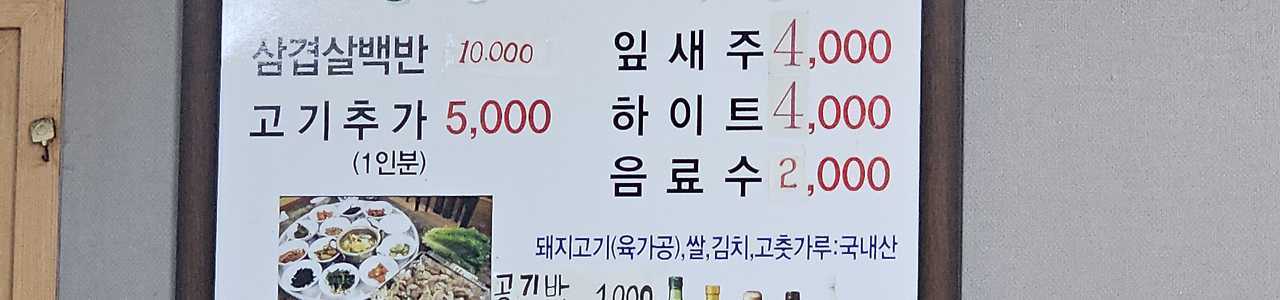 삼겹살백반 10.000
고기추가 5,000
(1인분)
잎새주 4,000
하이트 4,000
음료수 2,000
돼지고기(육가공),쌀,김치,고춧가루:국내산
공기밥 1000